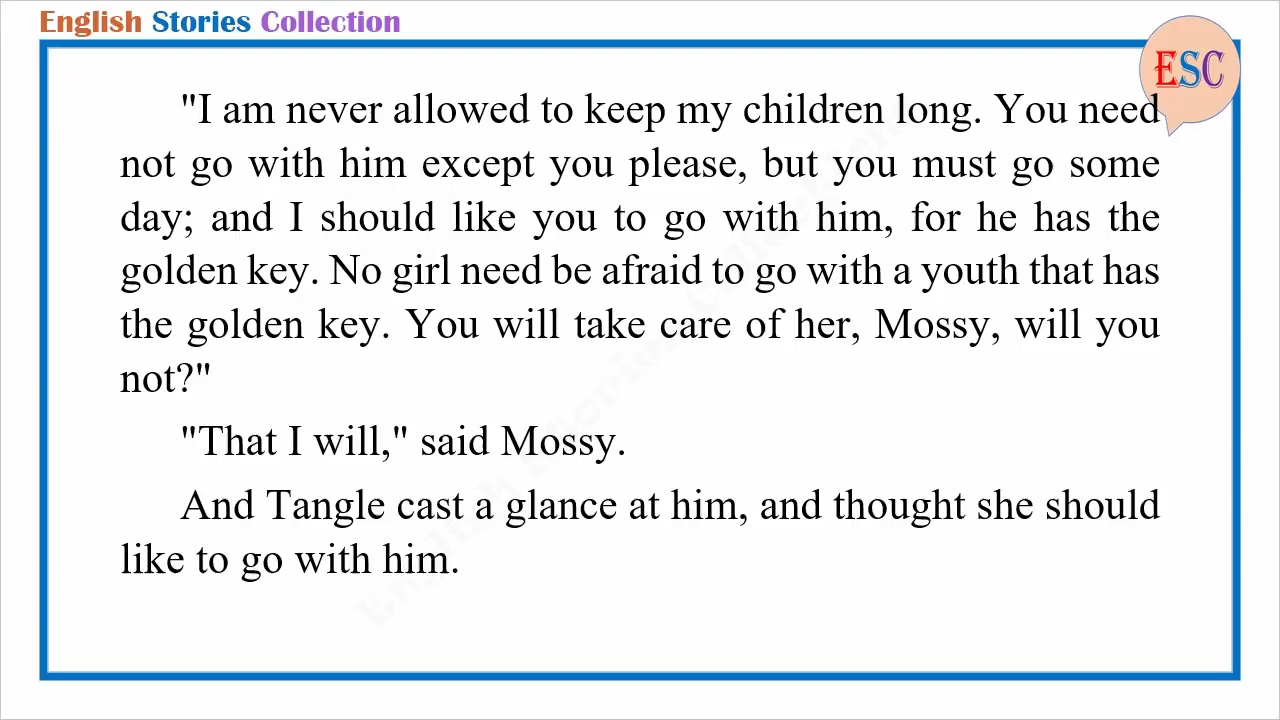 English Stories Collection
ESC
"I am never allowed to keep my children long. You need
not go with him except you please, but you must go some
day; and I should like you to go with him, for he has the
golden key. No girl need be afraid to go with a youth that has
the golden key. You will take care of her, Mossy, will you
not?"
"That I will," said Mossy.
And Tangle cast a glance at him, and thought she should
like to go with him.
English Stories Collection